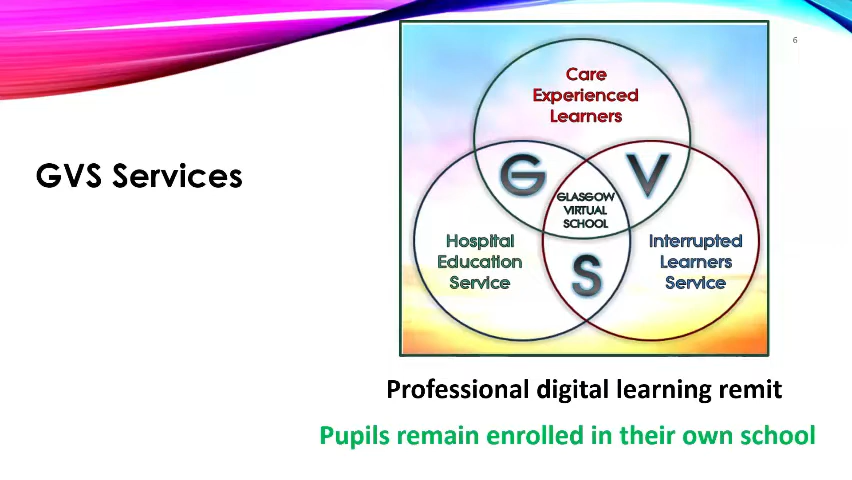 6
GVS Services
Care
Experienced
Learners
G V
GLASGOW
VIRTUAL
SCHOOL
Hospital
Education
Service
S
Interrupted
Learners
Service
Professional digital learning remit
Pupils remain enrolled in their own school